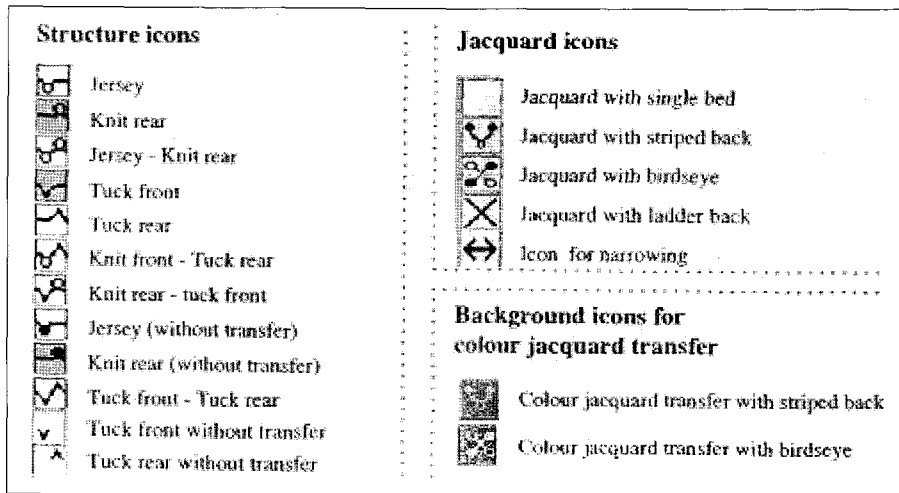 Structure icons
Jersey
Knit rear
Jersey - Knit rear
Tuck front
Tuck rear
Knit front - Tuck rear
Knit rear - tuck front
Jersey (without transfer)
Knit rear (without transfer)
Tuck front - Tuck rear
Tuck front without transfer
Tuck rear without transfer
Jacquard icons
Jacquard with single bed
Jacquard with striped back
Jacquard with birdseye
Jacquard with ladder back
Icon for narrowing
Background icons for
colour jacquard transfer
Colour jacquard transfer with striped back
Colour jacquard transfer with birdseye